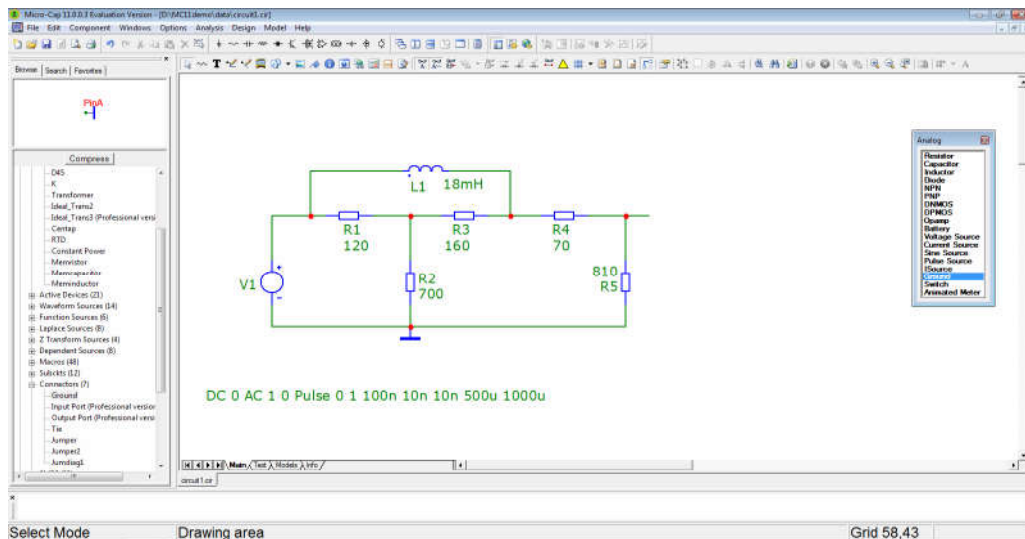 Micro-Cap 11.0.0.3 Evaluation Version - [D:\MC11demo\data\circuit1.cir]
File Edit Component Windows Options Analysis Design Model Help
Browse Search Favorites
PinA
Compress
D45
K
Transformer
Ideal_Trans2
Ideal_Trans3 (Professional versi
Centap
RTD
Constant Power
Memristor
Memcapacitor
Meminductor
Active Devices (21)
Waveform Sources (14)
Function Sources (6)
Laplace Sources (8)
Z Transform Sources (4)
Dependent Sources (8)
Macros (48)
Subckts (12)
Connectors (7)
Ground
Input Port (Professional version
Output Port (Professional versi
Tie
Jumper
Jumper2
Jumdiag1
L1 18mH
R1
120
R3
160
R4
70
V1
R2
700
810
R5
DC 0 AC 1 0 Pulse 0 1 100n 10n 10n 500u 1000u
Analog
Resistor
Capacitor
Inductor
Diode
NPN
PNP
DNMOS
DPMOS
Opamp
Battery
Voltage Source
Current Source
Sine Source
Pulse Source
ISource
Ground
Switch
Animated Meter
Main Text Models Info
circuit1.cir
Select Mode Drawing area Grid 58,43